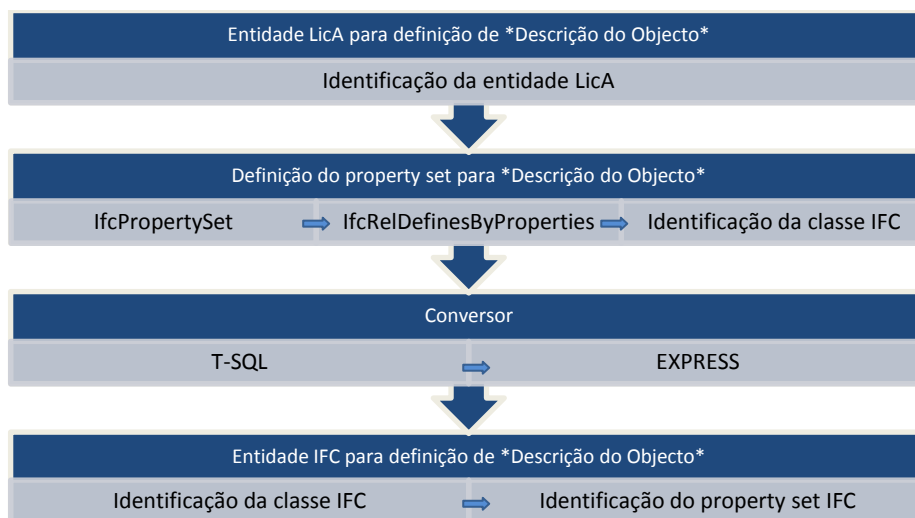 Entidade LicA para definição de *Descrição do Objecto*
Identificação da entidade LicA
Definição do property set para *Descrição do Objecto*
IfcPropertySet IfcRelDefinesByProperties Identificação da classe IFC
Conversor
T-SQL EXPRESS
Entidade IFC para definição de *Descrição do Objecto*
Identificação da classe IFC Identificação do property set IFC